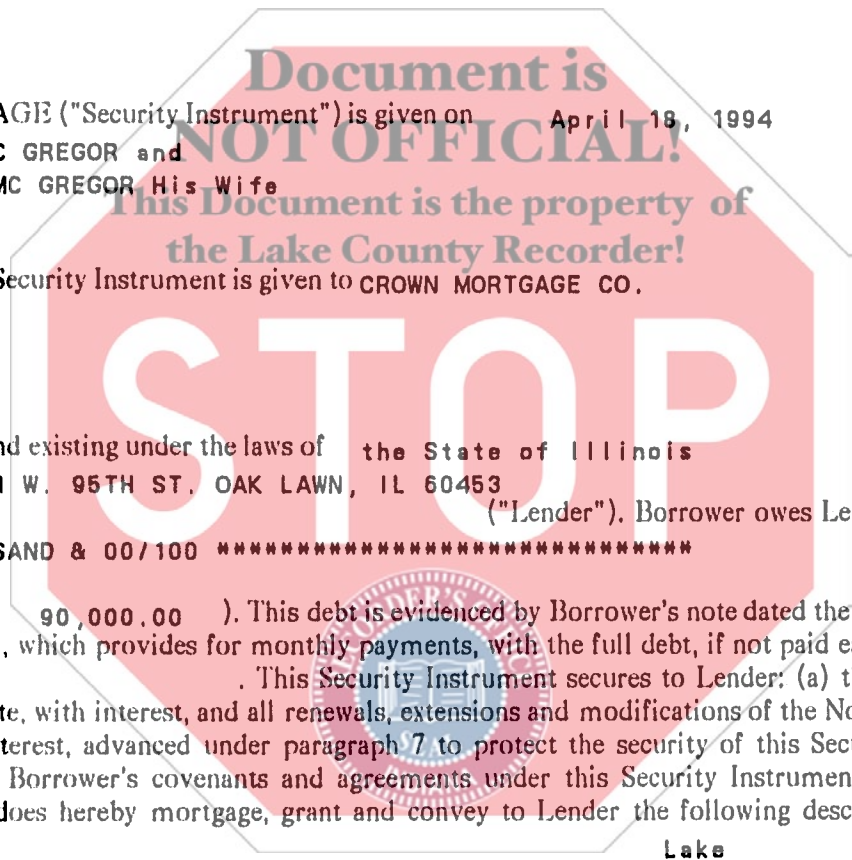 Document is
AGE ("Security Instrument") is given on April 18, 1994
C GREGOR and
NOT OFFICIAL!
MC GREGOR His Wife
This Document is the property of
the Lake County Recorder!
Security Instrument is given to CROWN MORTGAGE CO.
STOP
nd existing under the laws of the State of Illinois
W. 95TH ST. OAK LAWN, IL 60453
("Lender"). Borrower owes Le
SAND & 00/100 ******************************
90,000.00 ). This debt is evidenced by Borrower's note dated the
, which provides for monthly payments, with the full debt, if not paid e
. This Security Instrument secures to Lender: (a) t
te, with interest, and all renewals, extensions and modifications of the No
terest, advanced under paragraph 7 to protect the security of this Sec
Borrower's covenants and agreements under this Security Instrumen
does hereby mortgage, grant and convey to Lender the following desc
Lake